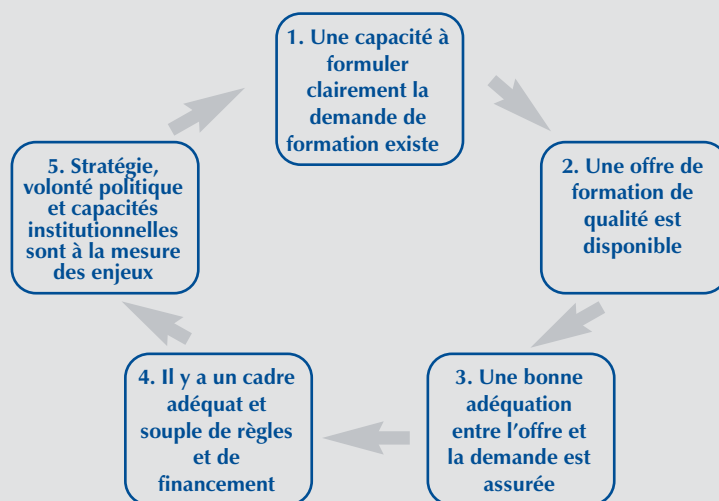 1. Une capacité à
formuler
clairement la
demande de
formation existe
2. Une offre de
formation de
qualité est
disponible
3. Une bonne
adéquation
entre l'offre et
la demande est
assurée
4. Il y a un cadre
adéquat et
souple de règles
et de
financement
5. Stratégie,
volonté politique
et capacités
institutionnelles
sont à la mesure
des enjeux